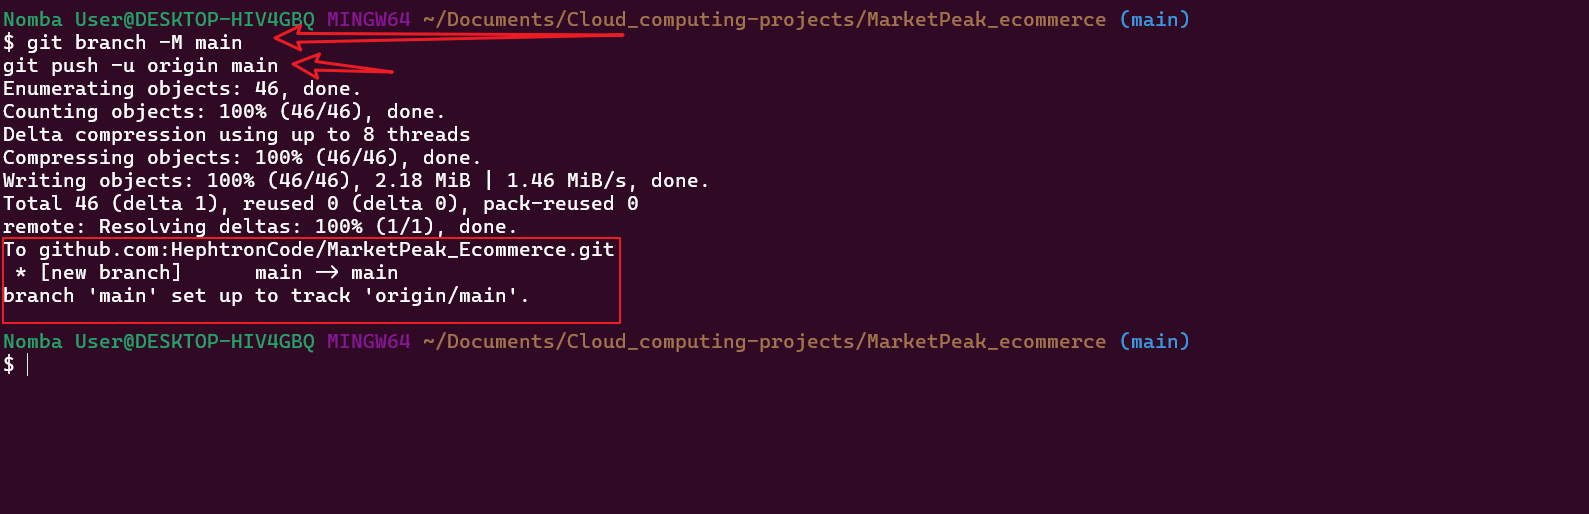 Nomba User@DESKTOP-HIV4GBQ MINGW64 ~/Documents/Cloud_computing-projects/MarketPeak_ecommerce (main)
$ git branch -M main
git push -u origin main
Enumerating objects: 46, done.
Counting objects: 100% (46/46), done.
Delta compression using up to 8 threads
Compressing objects: 100% (46/46), done.
Writing objects: 100% (46/46), 2.18 MiB | 1.46 MiB/s, done.
Total 46 (delta 1), reused 0 (delta 0), pack-reused 0
remote: Resolving deltas: 100% (1/1), done.
To github.com:HephtronCode/MarketPeak_Ecommerce.git
 * [new branch]      main -> main
branch 'main' set up to track 'origin/main'.
Nomba User@DESKTOP-HIV4GBQ MINGW64 ~/Documents/Cloud_computing-projects/MarketPeak_ecommerce (main)
$